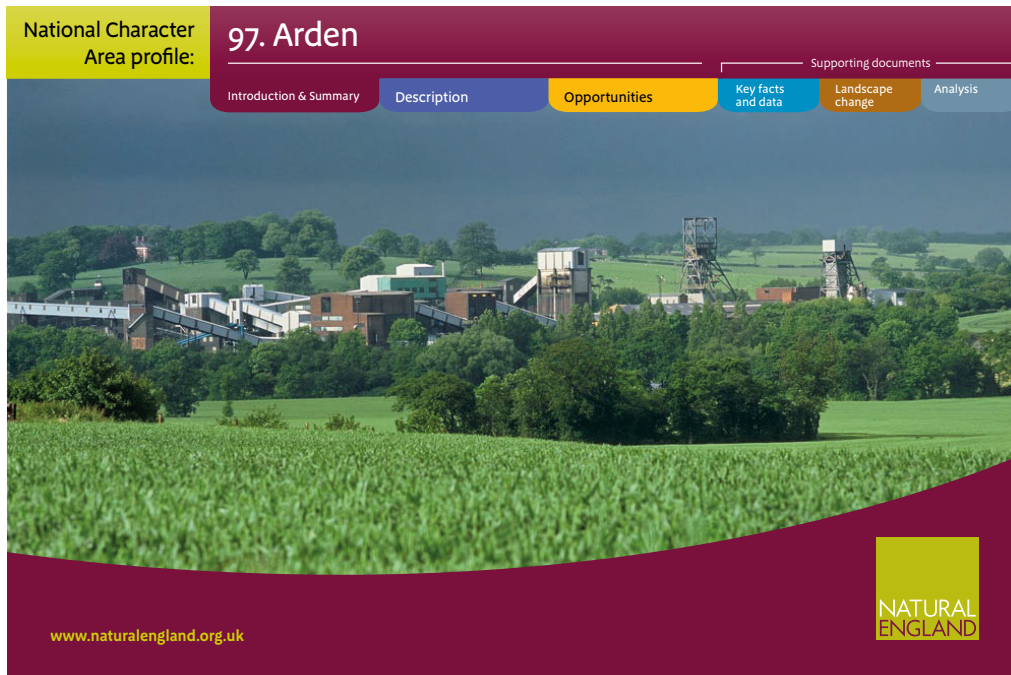 National Character
Area profile:
97. Arden
Supporting documents
Introduction & Summary
Description
Opportunities
Key facts
and data
Landscape
change
Analysis
www.naturalengland.org.uk
NATURAL
ENGLAND